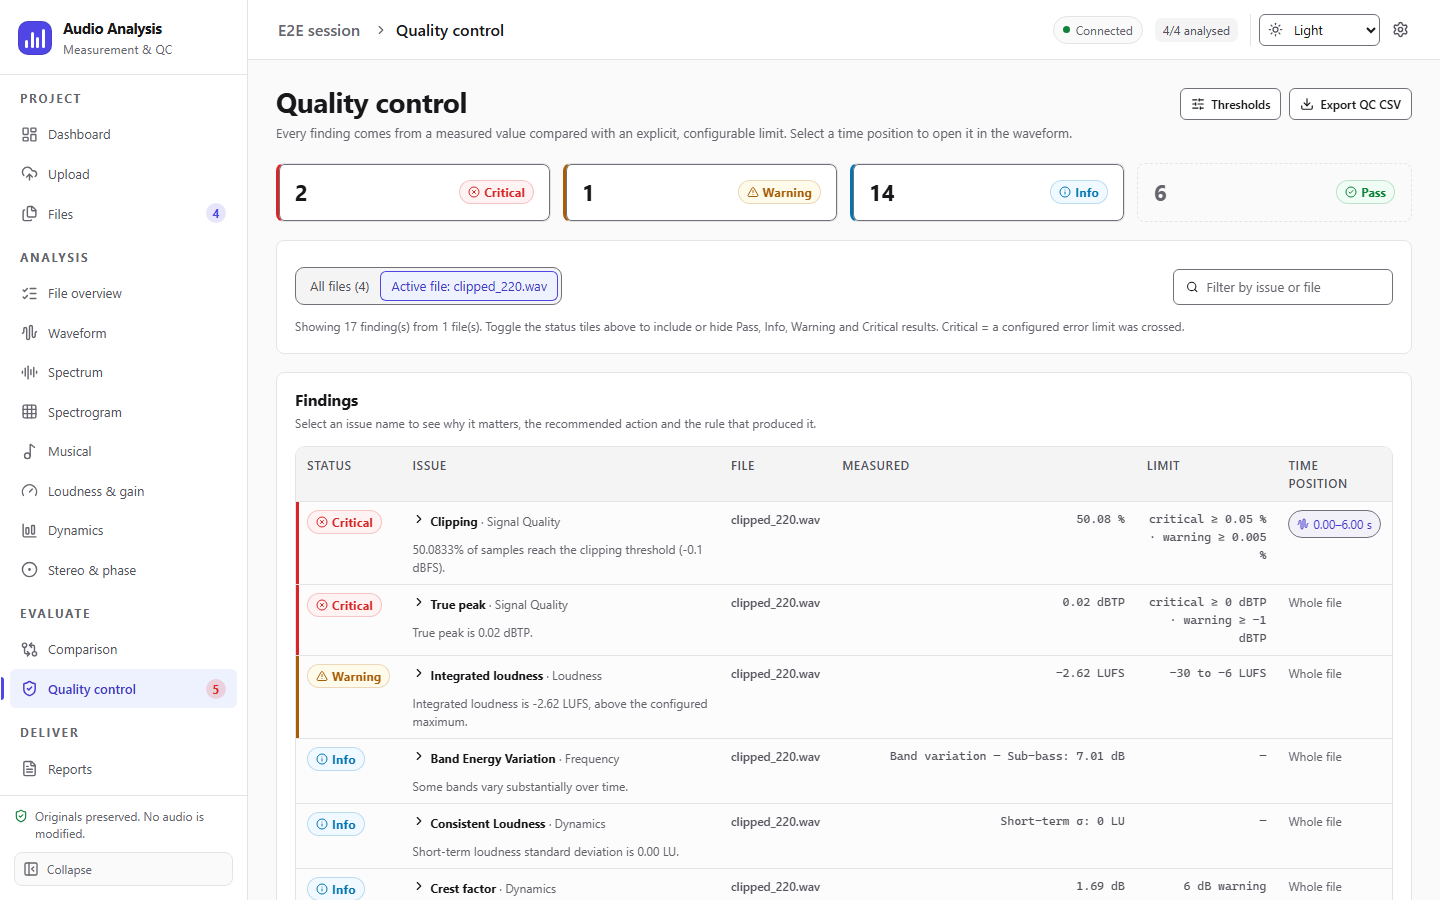 Audio Analysis
Measurement & QC
PROJECT
Dashboard
Upload
Files 4
ANALYSIS
File overview
Waveform
Spectrum
Spectrogram
Musical
Loudness & gain
Dynamics
Stereo & phase
EVALUATE
Comparison
Quality control 5
DELIVER
Reports
Originals preserved. No audio is
modified.
Collapse
E2E session > Quality control
Connected
4/4 analysed
Light
Quality control
Every finding comes from a measured value compared with an explicit, configurable limit. Select a time position to open it in the waveform.
Thresholds
Export QC CSV
2 Critical
1 Warning
14 Info
6 Pass
All files (4)
Active file: clipped_220.wav
Filter by issue or file
Showing 17 finding(s) from 1 file(s). Toggle the status tiles above to include or hide Pass, Info, Warning and Critical results. Critical = a configured error limit was crossed.
Findings
Select an issue name to see why it matters, the recommended action and the rule that produced it.
STATUS ISSUE FILE MEASURED LIMIT TIME
POSITION
Critical Clipping · Signal Quality clipped_220.wav 50.08 % critical ≥ 0.05 % 0.00–6.00 s
· warning ≥ 0.005
%
50.0833% of samples reach the clipping threshold (-0.1
dBFS).
Critical True peak · Signal Quality clipped_220.wav 0.02 dBTP critical ≥ 0 dBTP Whole file
· warning ≥ −1
dBTP
True peak is 0.02 dBTP.
Warning Integrated loudness · Loudness clipped_220.wav −2.62 LUFS −30 to −6 LUFS Whole file
Integrated loudness is -2.62 LUFS, above the configured
maximum.
Info Band Energy Variation · Frequency clipped_220.wav Band variation — Sub-bass: 7.01 dB — Whole file
Some bands vary substantially over time.
Info Consistent Loudness · Dynamics clipped_220.wav Short-term σ: 0 LU — Whole file
Short-term loudness standard deviation is 0.00 LU.
Info Crest factor · Dynamics clipped_220.wav 1.69 dB 6 dB warning Whole file